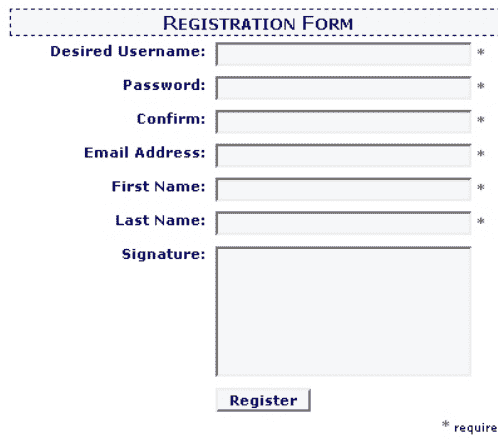 REGISTRATION FORM
Desired Username: *
Password: *
Confirm: *
Email Address: *
First Name: *
Last Name: *
Signature:
Register
* require